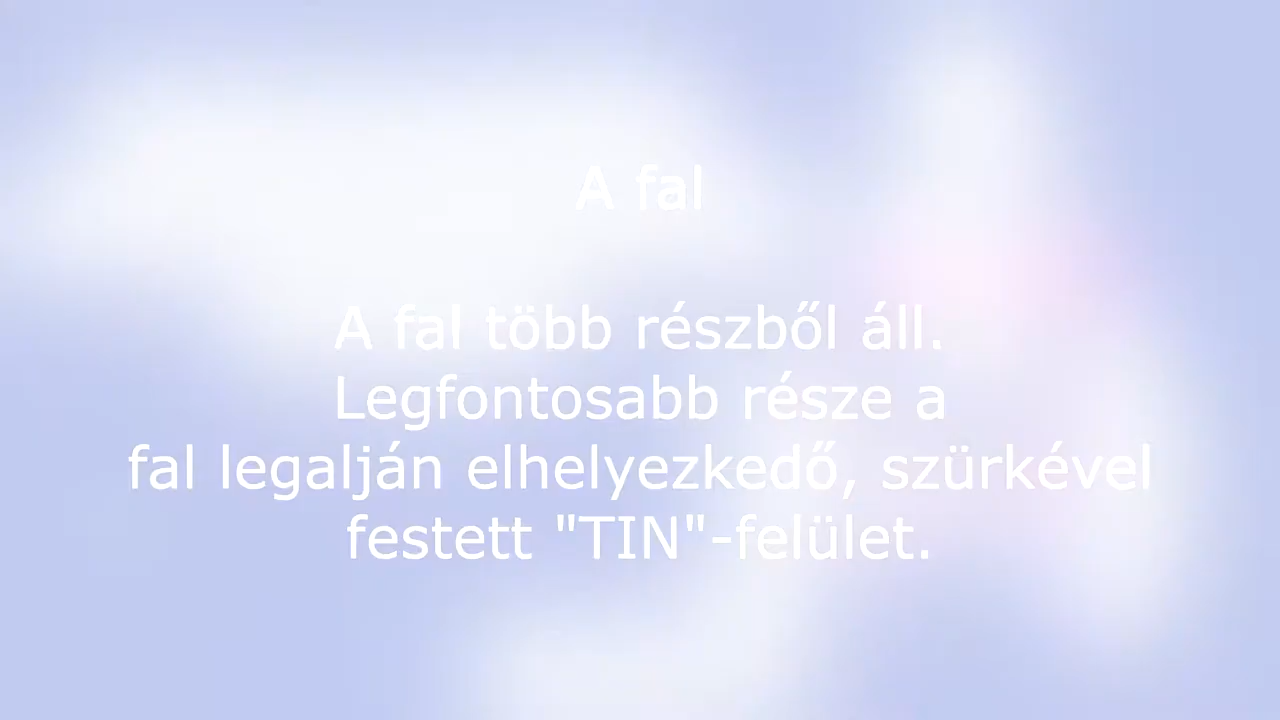 A fal
A fal több részből áll.
Legfontosabb része a
fal legalján elhelyezkedő, szürkével
festett "TIN"-felület.